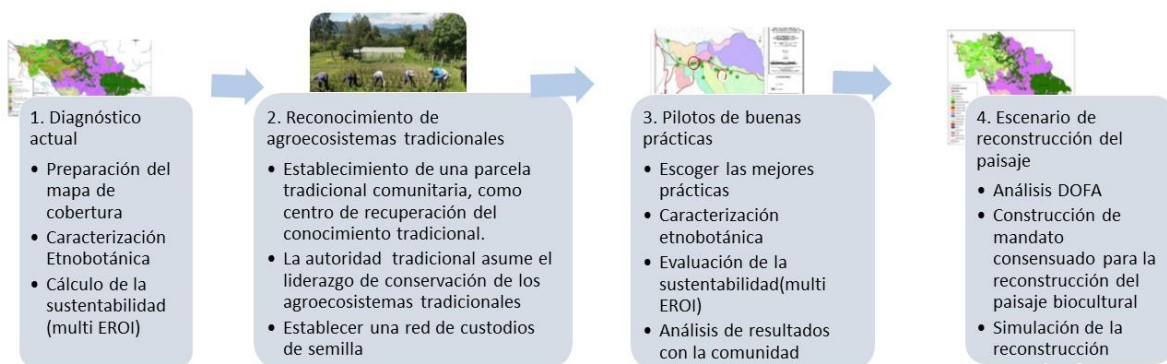 1. Diagnóstico
actual
• Preparación del
mapa de
cobertura
• Caracterización
Etnobotánica
• Cálculo de la
sustentabilidad
(multi EROI)
2. Reconocimiento de
agroecosistemas tradicionales
• Establecimiento de una parcela
tradicional comunitaria, como
centro de recuperación del
conocimiento tradicional.
• La autoridad tradicional asume el
liderazgo de conservación de los
agroecosistemas tradicionales
• Establecer una red de custodios
de semilla
3. Pilotos de buenas
prácticas
• Escoger las mejores
prácticas
• Caracterización
etnobotánica
• Evaluación de la
sustentabilidad(multi
EROI)
• Análisis de resultados
con la comunidad
4. Escenario de
reconstrucción del
paisaje
• Análisis DOFA
• Construcción de
mandato
consensuado para la
reconstrucción del
paisaje biocultural
• Simulación de la
reconstrucción